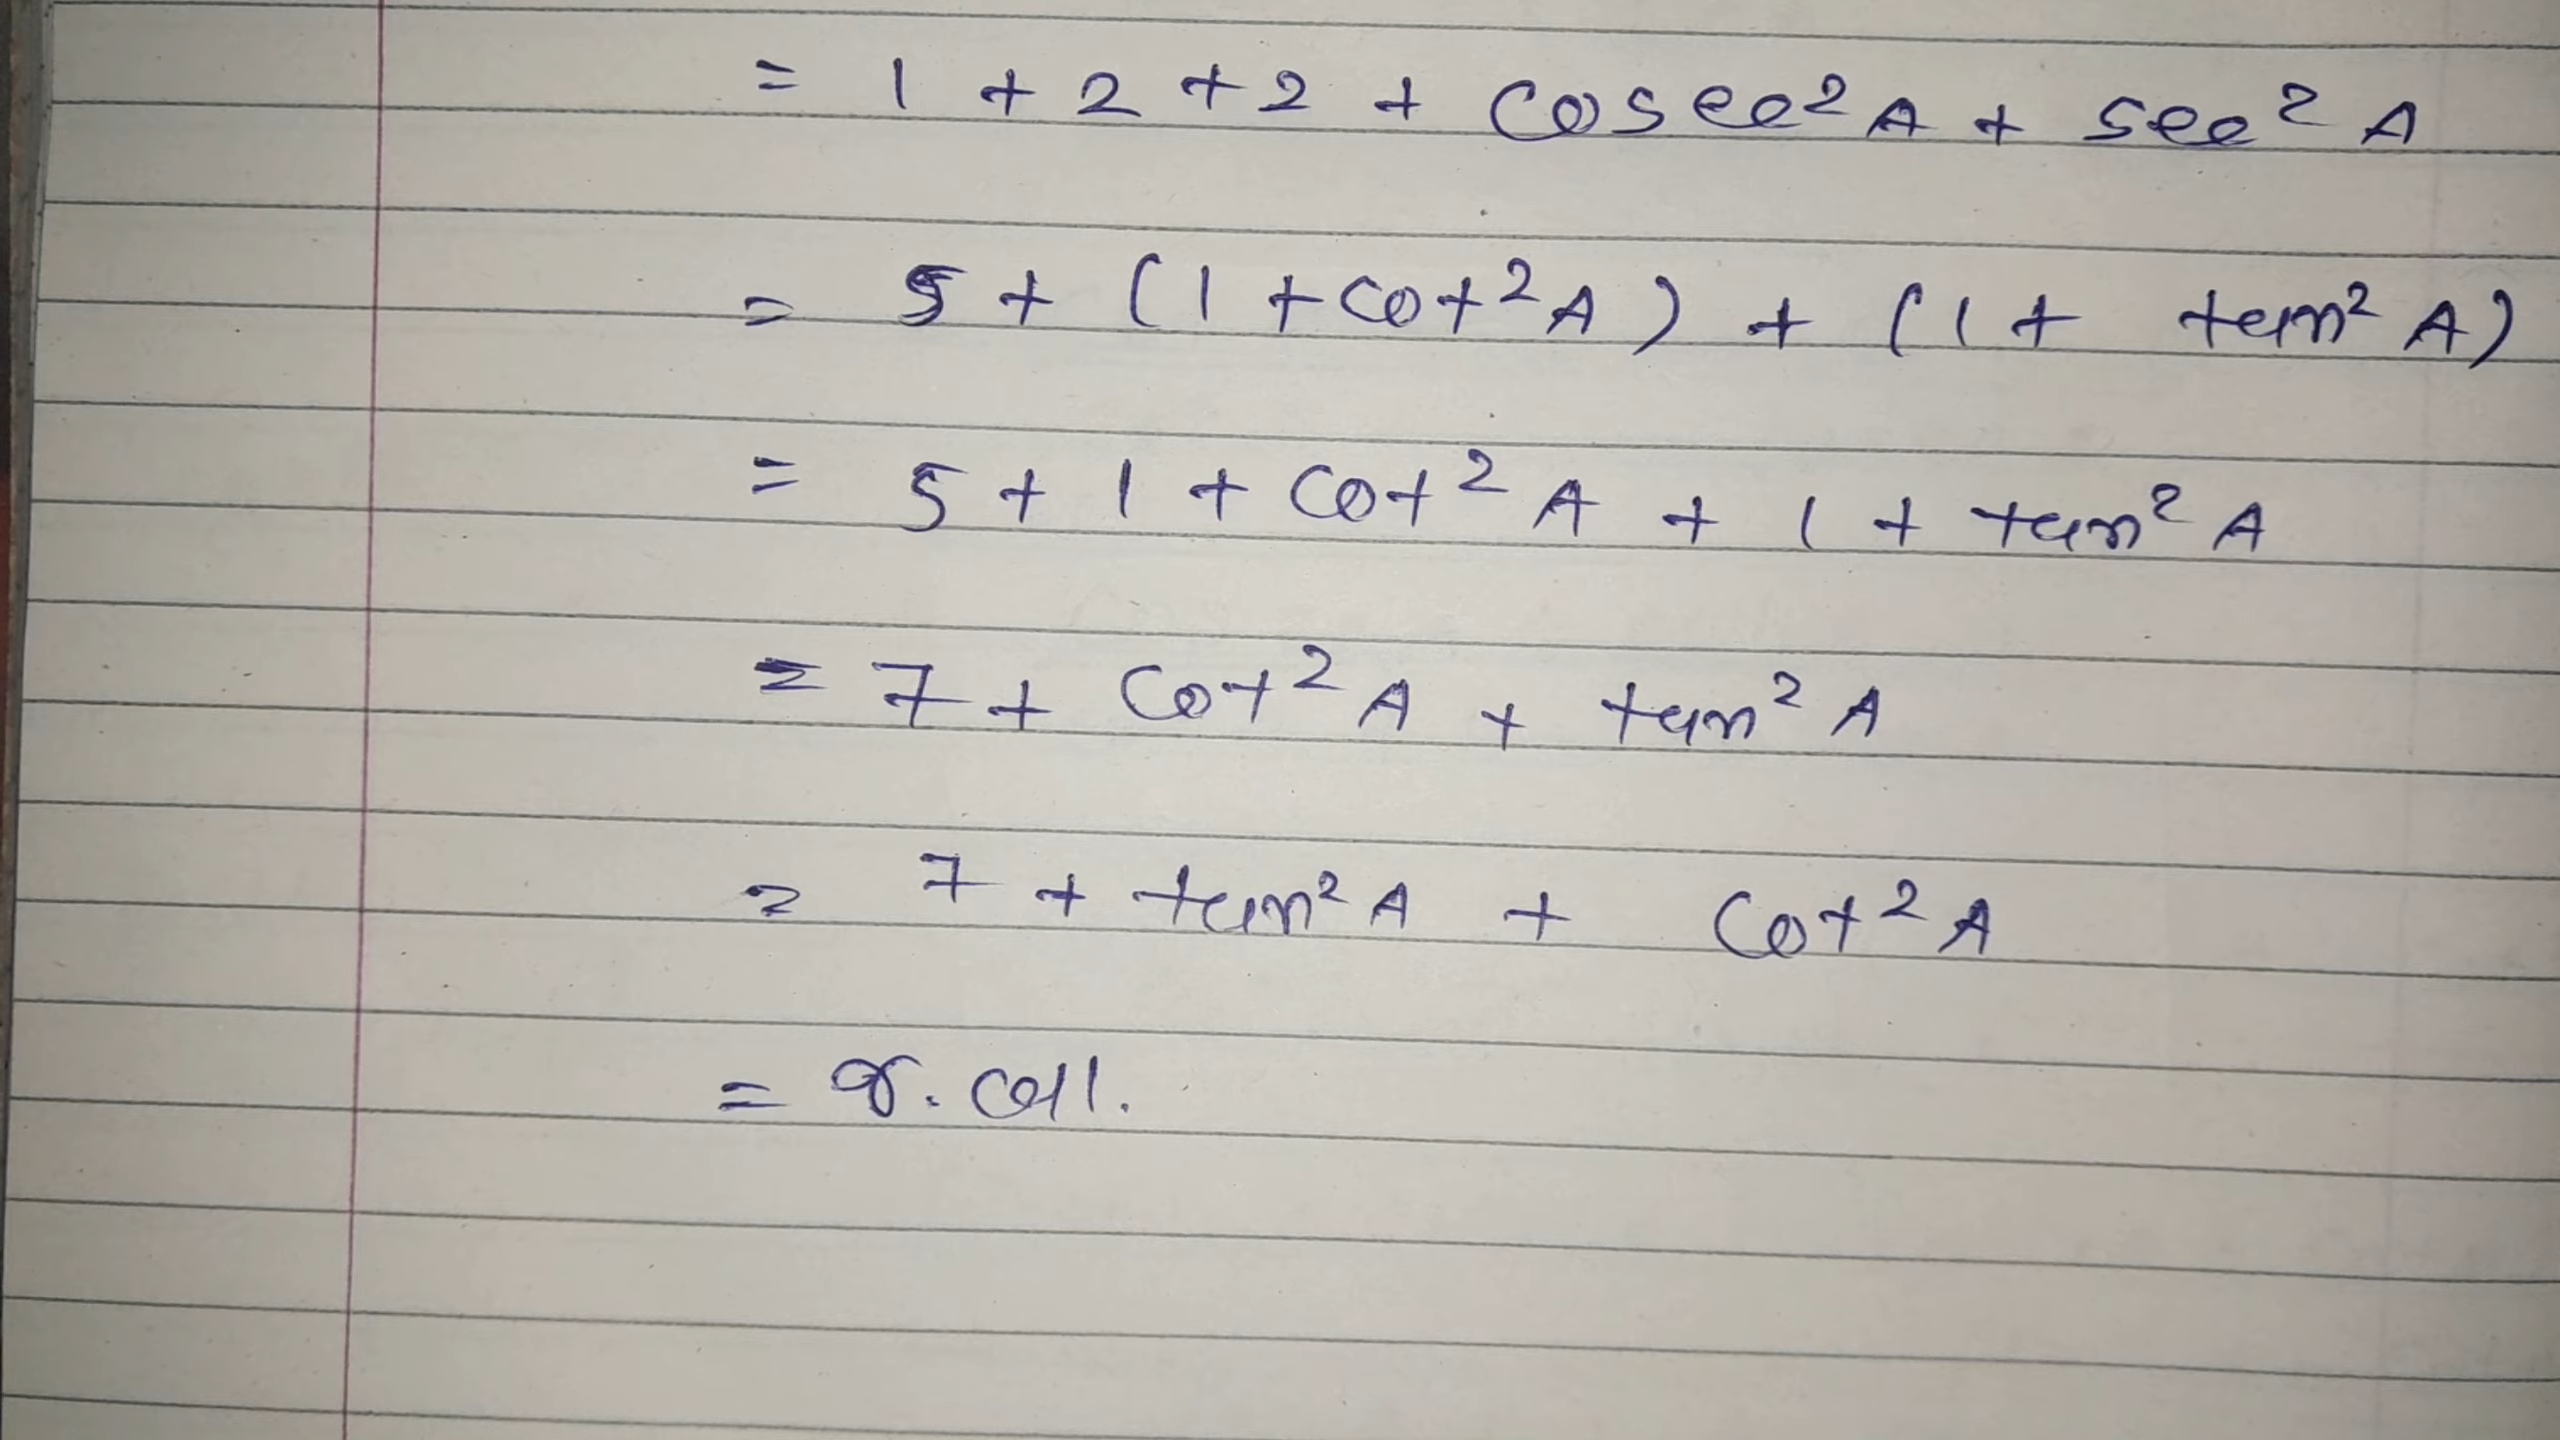 = 1 + 2 + 2 + cosec²A + sec²A
= 5 + (1 + cot²A) + (1 + tan²A)
= 5 + 1 + cot²A + 1 + tan²A
= 7 + cot²A + tan²A
= 7 + tan²A + cot²A
=